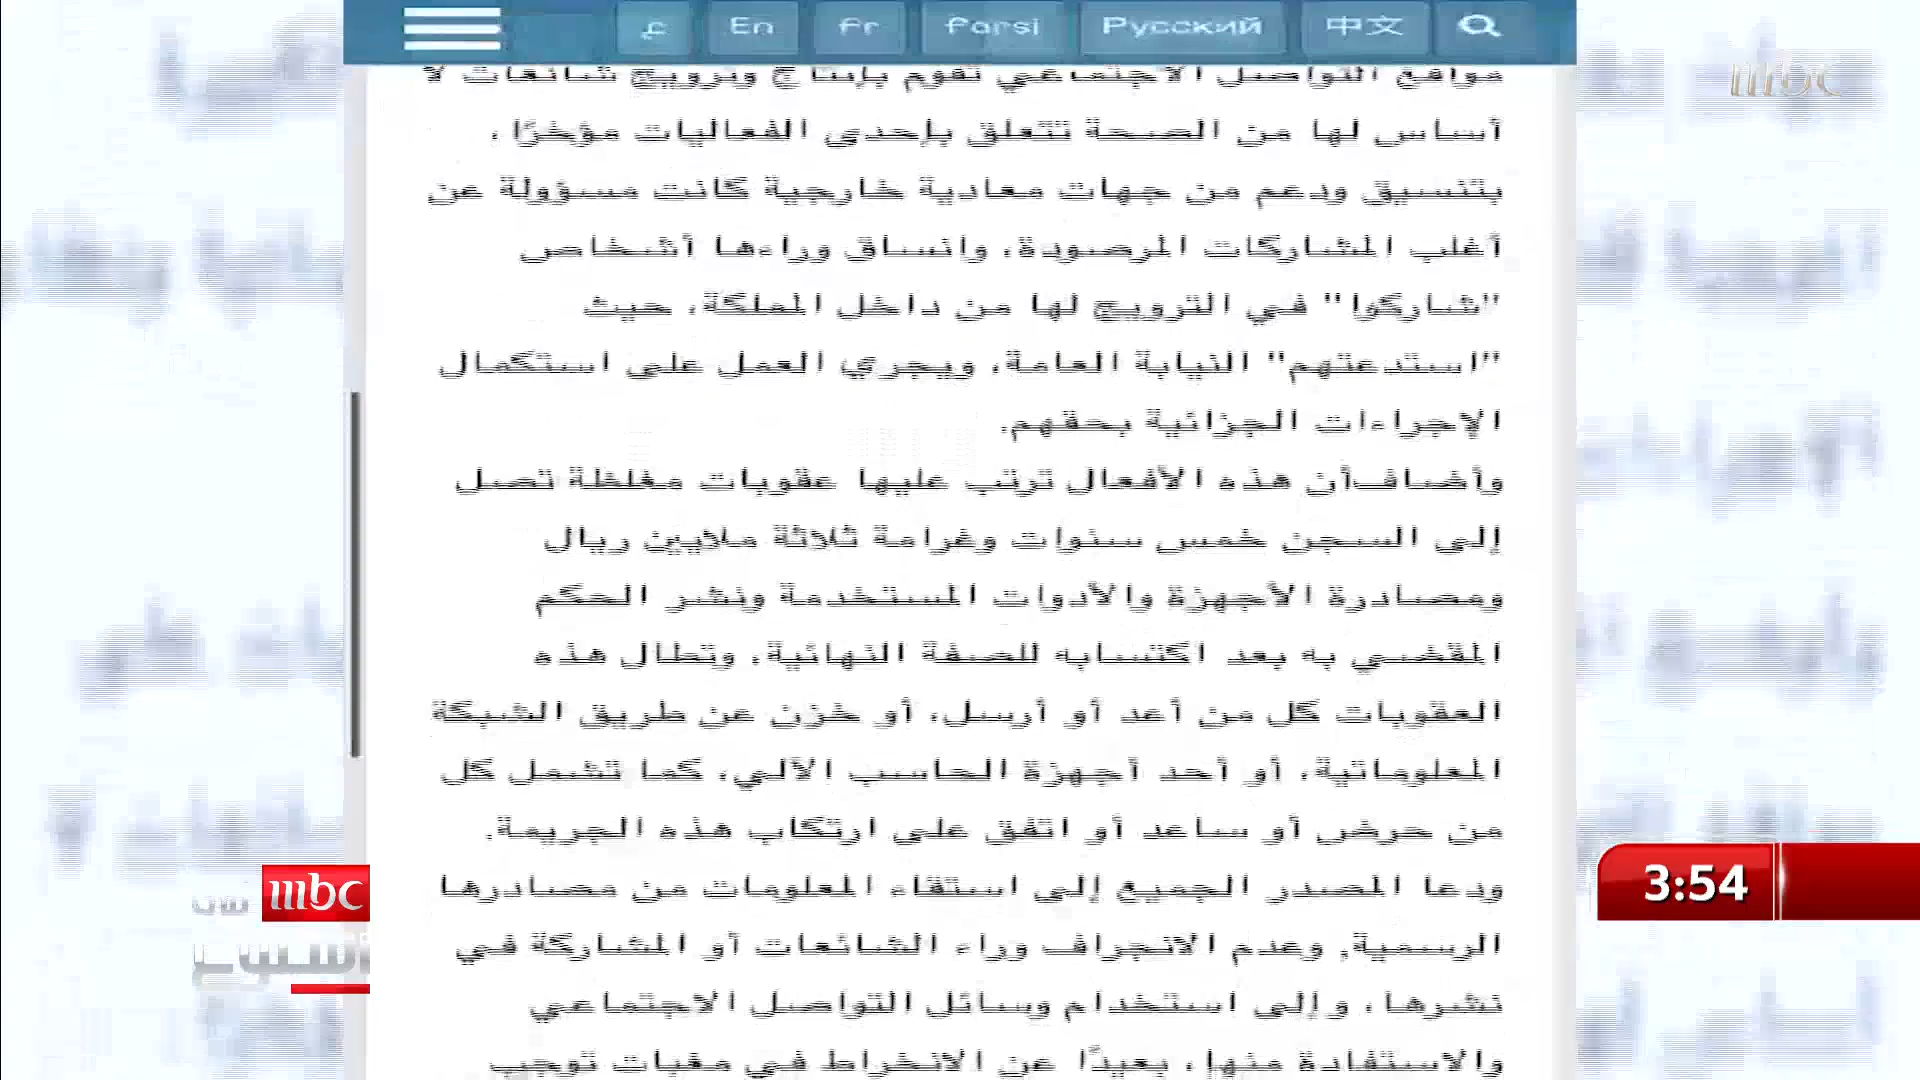 ع En Fr Farsi Русский 中文
mbc
مواقع التواصل الاجتماعي تقوم بإنتاج وترويج شائعات لا
أساس لها من الصحة تتعلق بإحدى الفعاليات مؤخرًا ،
بتنسيق ودعم من جهات معادية خارجية كانت مسؤولة عن
أغلب المشاركات المرصودة، وانساق وراءها أشخاص
"شاركوا" في الترويج لها من داخل المملكة، حيث
"استدعتهم" النيابة العامة، ويجري العمل على استكمال
الإجراءات الجزائية بحقهم.
وأضاف أن هذه الأفعال ترتب عليها عقوبات مغلظة تصل
إلى السجن خمس سنوات وغرامة ثلاثة ملايين ريال
ومصادرة الأجهزة والأدوات المستخدمة ونشر الحكم
المقضي به بعد اكتسابه للصفة النهائية، وتطال هذه
العقوبات كل من أعد أو أرسل، أو خزن عن طريق الشبكة
المعلوماتية، أو أحد أجهزة الحاسب الآلي، كما تشمل كل
من حرض أو ساعد أو اتفق على ارتكاب هذه الجريمة.
ودعا المصدر الجميع إلى استقاء المعلومات من مصادرها
الرسمية, وعدم الانجراف وراء الشائعات أو المشاركة في
نشرها ، وإلى استخدام وسائل التواصل الاجتماعي
والاستفادة منها، بعيدًا عن الانخراط في مغبات توجب
3:54
mbc
في